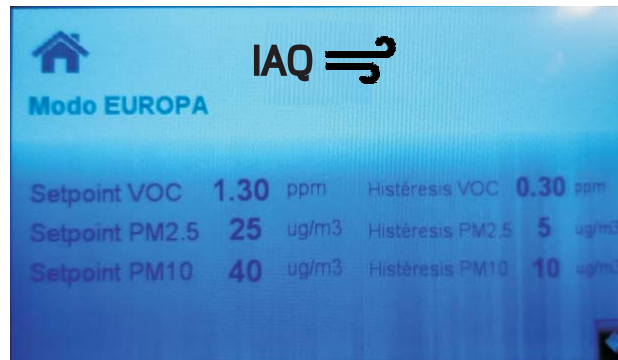 IAQ
Modo EUROPA
Setpoint VOC 1.30 ppm Histéresis VOC 0.30 ppm
Setpoint PM2.5 25 ug/m3 Histéresis PM2.5 5 ug/m3
Setpoint PM10 40 ug/m3 Histéresis PM10 10 ug/m3